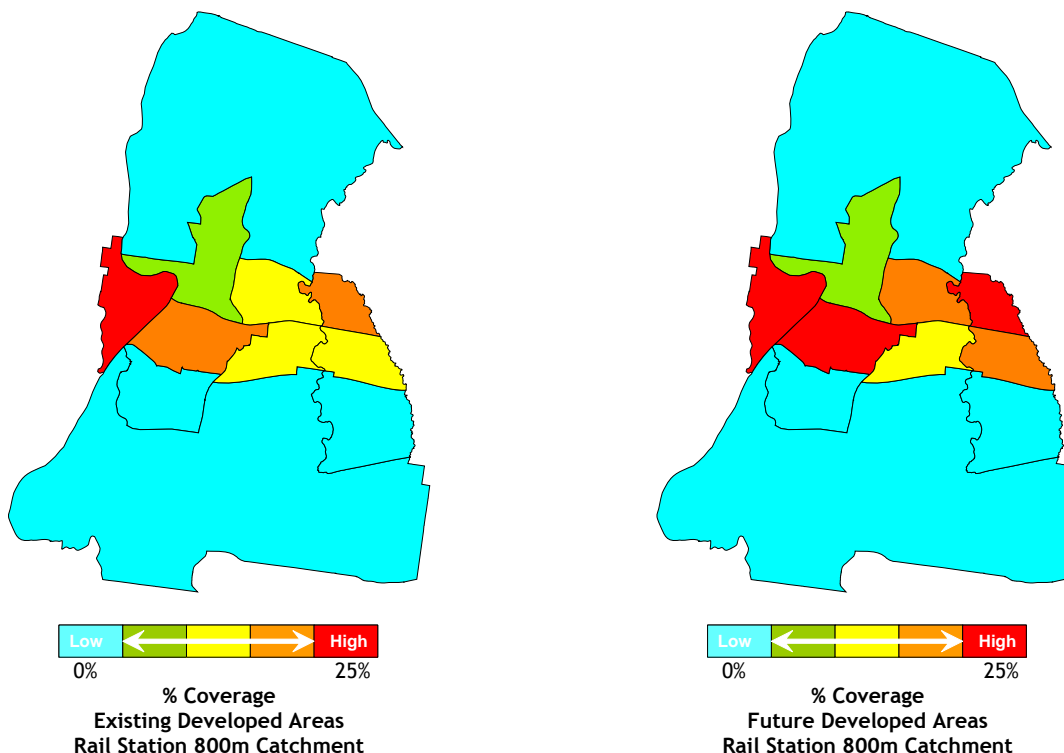 Low High
0% 25%
% Coverage
Existing Developed Areas
Rail Station 800m Catchment
Low High
0% 25%
% Coverage
Future Developed Areas
Rail Station 800m Catchment